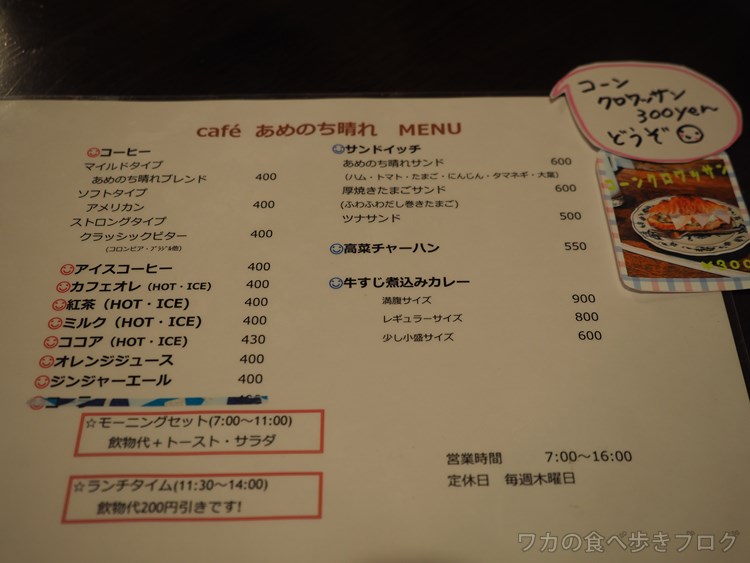 café あめのち晴れ MENU
コーヒー
マイルドタイプ
あめのち晴れブレンド 400
ソフトタイプ
アメリカン 400
ストロングタイプ
クラッシックビター 400
(コロンビア・ブラジル他)
アイスコーヒー 400
カフェオレ (HOT・ICE) 400
紅茶 (HOT・ICE) 400
ミルク (HOT・ICE) 400
ココア (HOT・ICE) 430
オレンジジュース 400
ジンジャーエール 400
☆モーニングセット(7:00～11:00)
飲物代＋トースト・サラダ
☆ランチタイム(11:30～14:00)
飲物代200円引きです!
サンドイッチ
あめのち晴れサンド 600
(ハム・トマト・たまご・にんじん・タマネギ・大葉)
厚焼きたまごサンド 600
(ふわふわだし巻きたまご)
ツナサンド 500
高菜チャーハン 550
牛すじ煮込みカレー
満腹サイズ 900
レギュラーサイズ 800
少し小盛サイズ 600
営業時間 7:00～16:00
定休日 毎週木曜日
コーン
クロワッサン
300yen
どうぞ
コーンクロワッサン
¥300
ワカの食べ歩きブログ